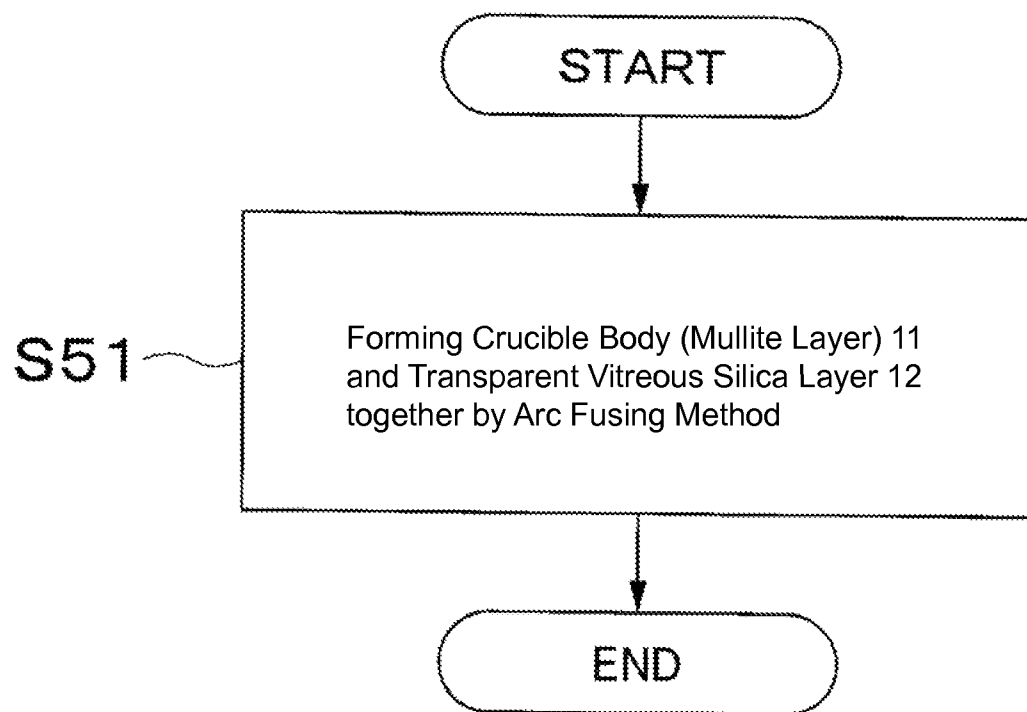 START
S51
Forming Crucible Body (Mullite Layer) 11
and Transparent Vitreous Silica Layer 12
together by Arc Fusing Method
END